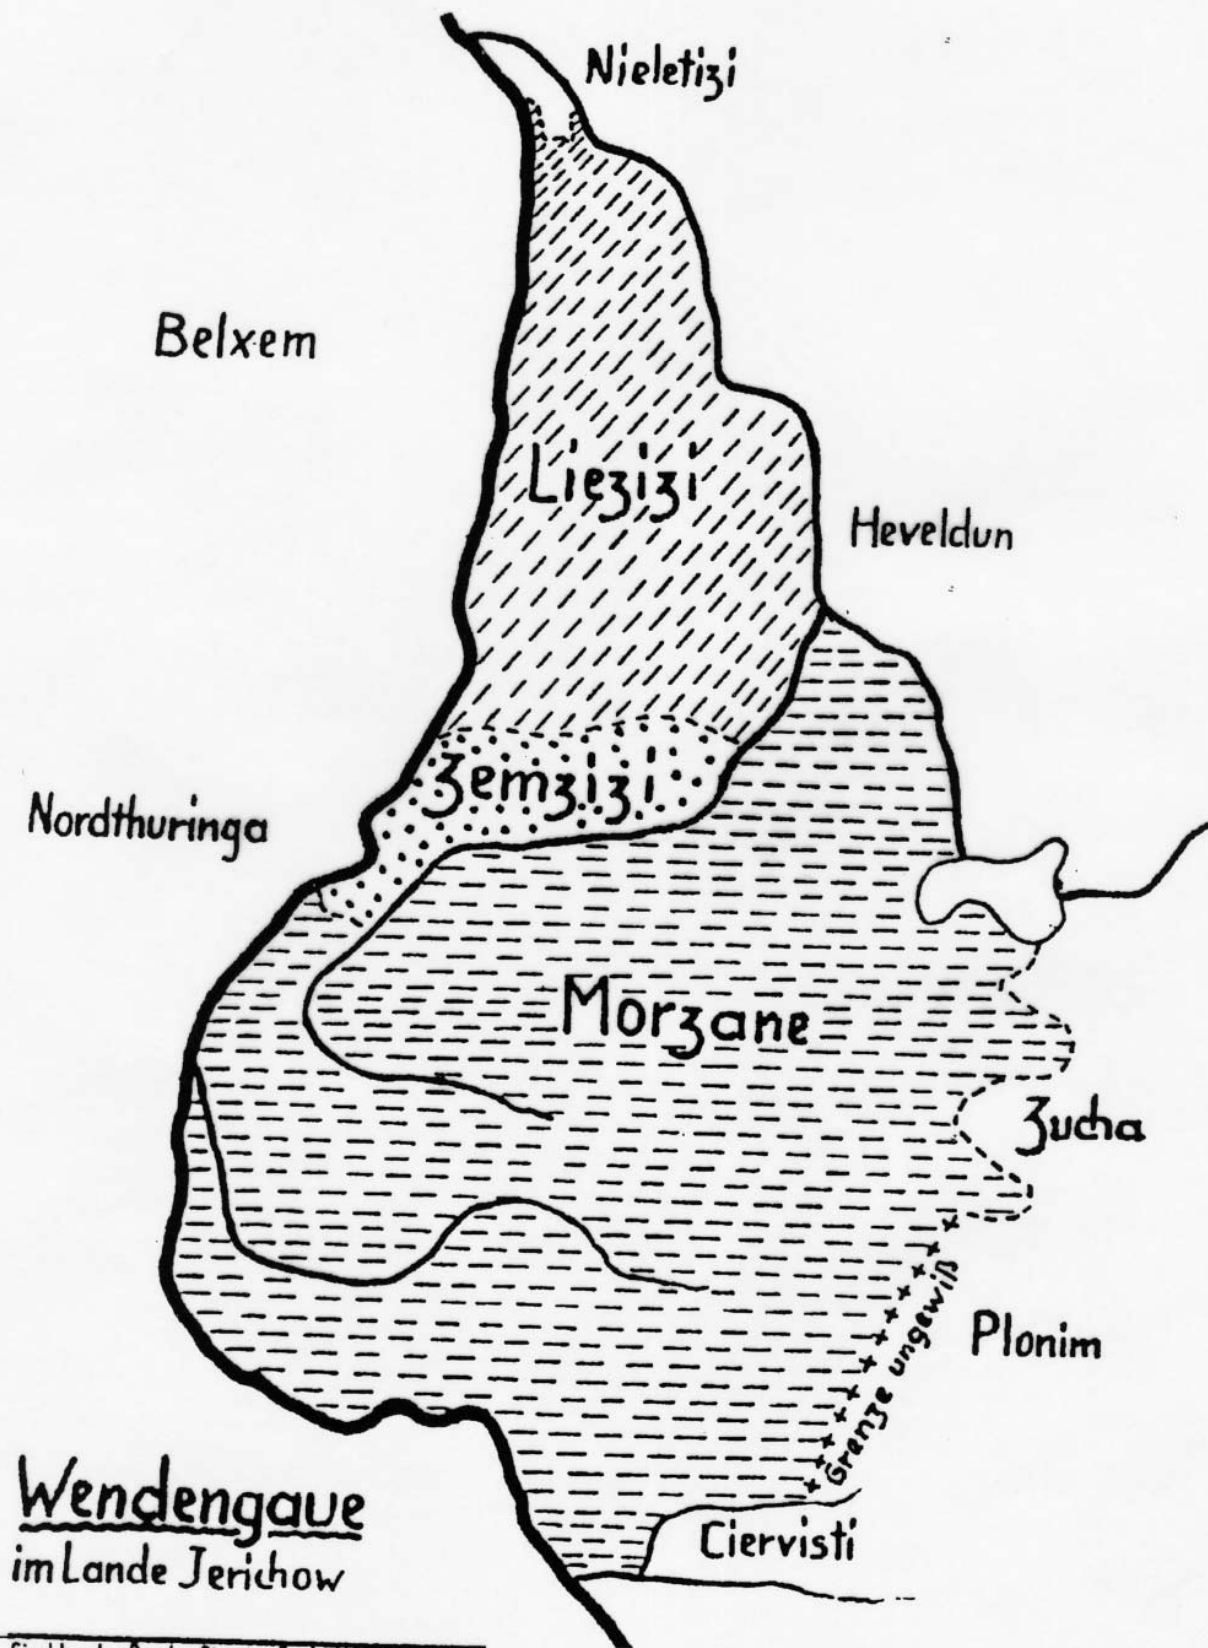 Nieletizi
Belxem
Liezizi
Heveldun
Zemzizi
Nordthuringa
Morzane
Zucha
Grenze ungewiß
Plonim
Wendengaue
im Lande Jerichow
Ciervisti